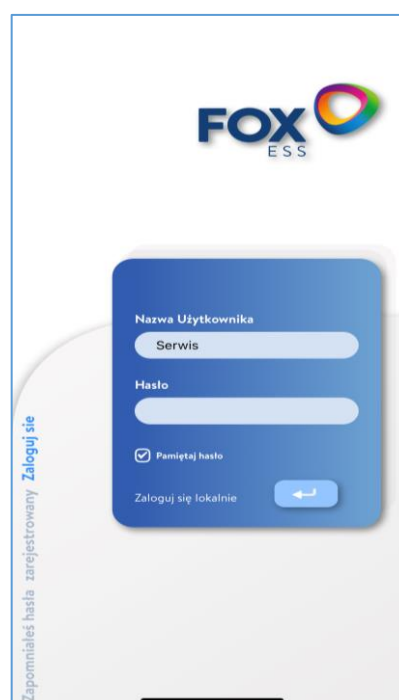 FOX
ESS
Nazwa Użytkownika
Serwis
Hasło
Pamiętaj hasło
Zaloguj się lokalnie
Zapomniałeś hasła zarejestrowany Zaloguj sie